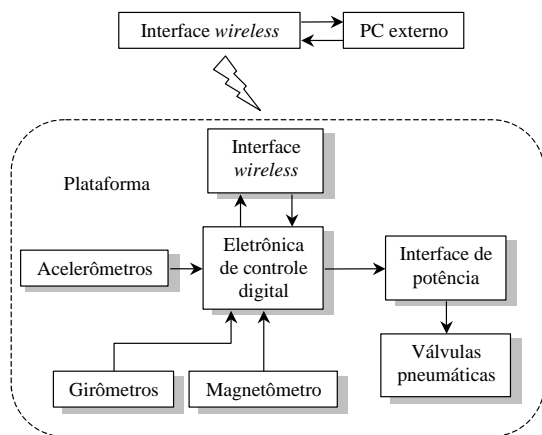 Interface wireless
PC externo
Plataforma
Interface
wireless
Acelerômetros
Eletrônica
de controle
digital
Interface de
potência
Girômetros
Magnetômetro
Válvulas
pneumáticas